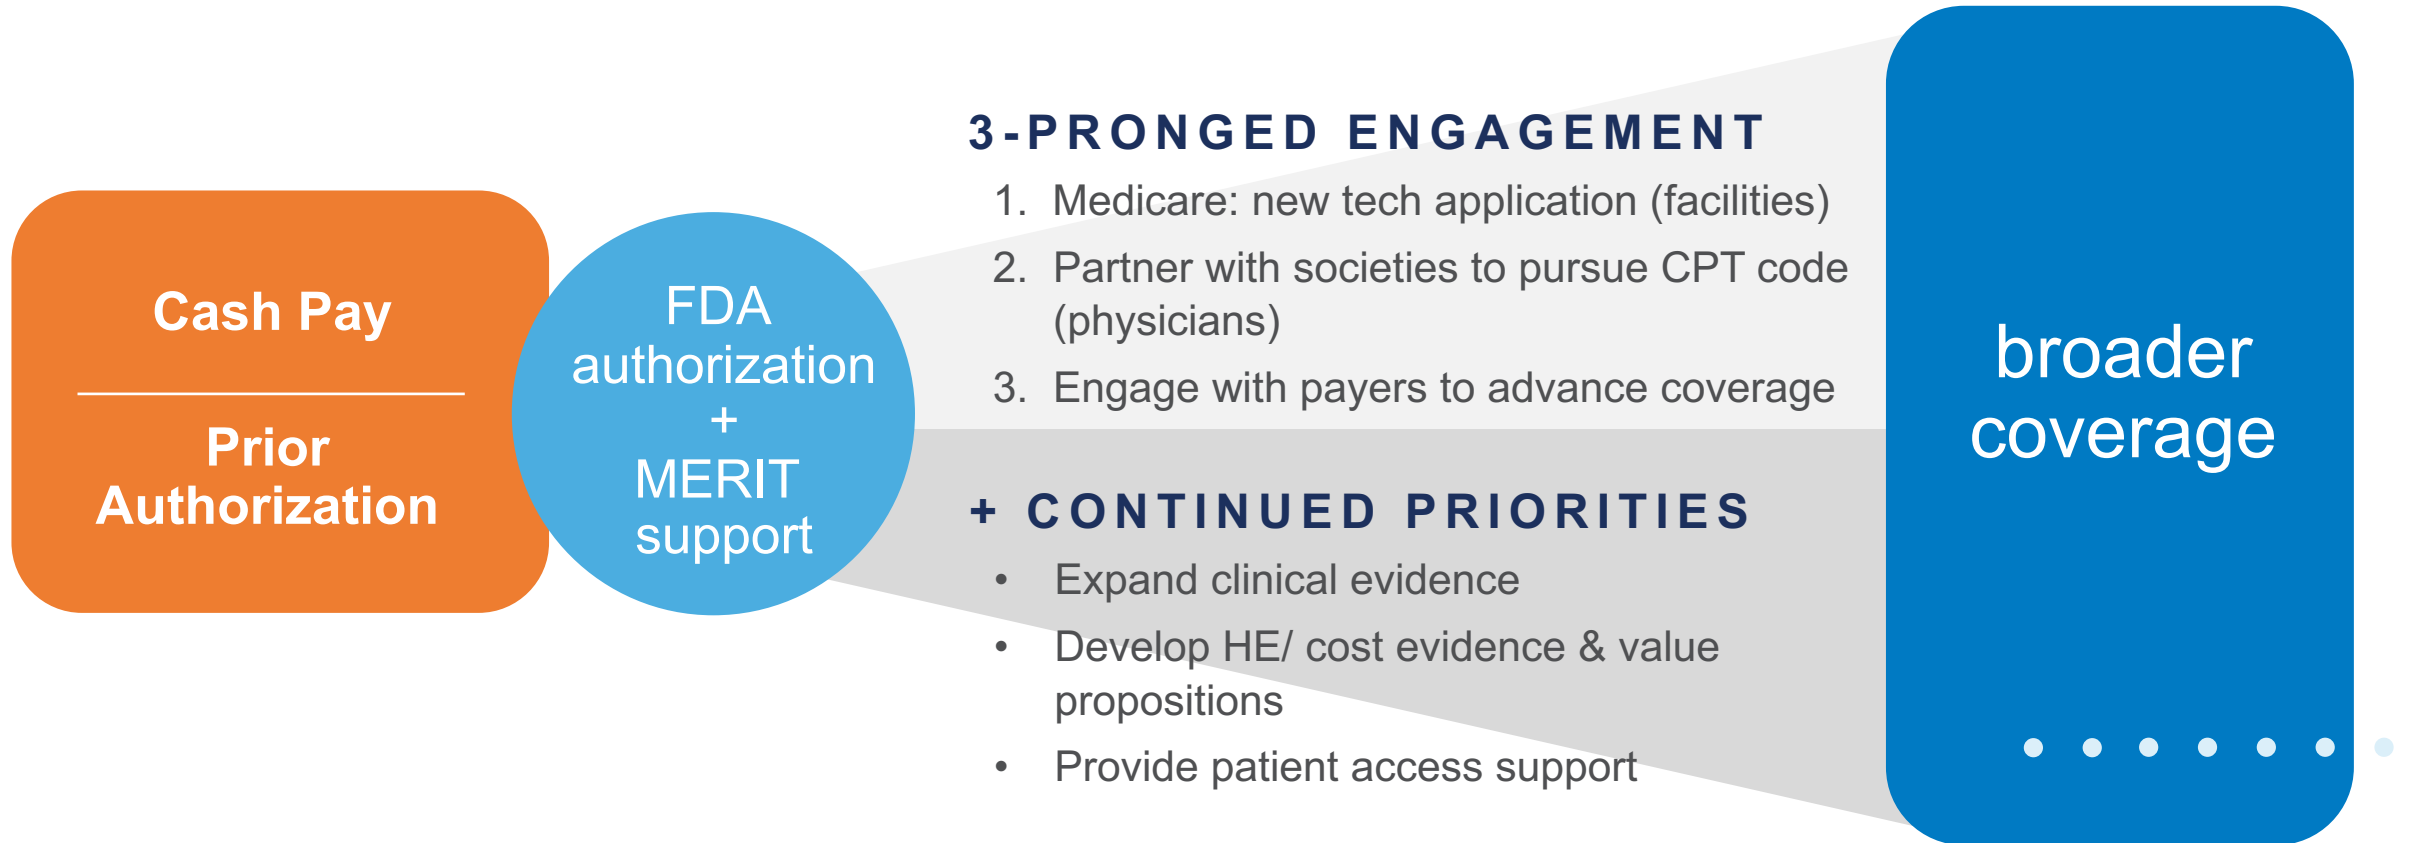 Cash Pay
Prior
Authorization
FDA
authorization
+
MERIT
support
3-PRONGED ENGAGEMENT
1. Medicare: new tech application (facilities)
2. Partner with societies to pursue CPT code
(physicians)
3. Engage with payers to advance coverage
+ CONTINUED PRIORITIES
• Expand clinical evidence
• Develop HE/ cost evidence & value
propositions
• Provide patient access support
broader
coverage